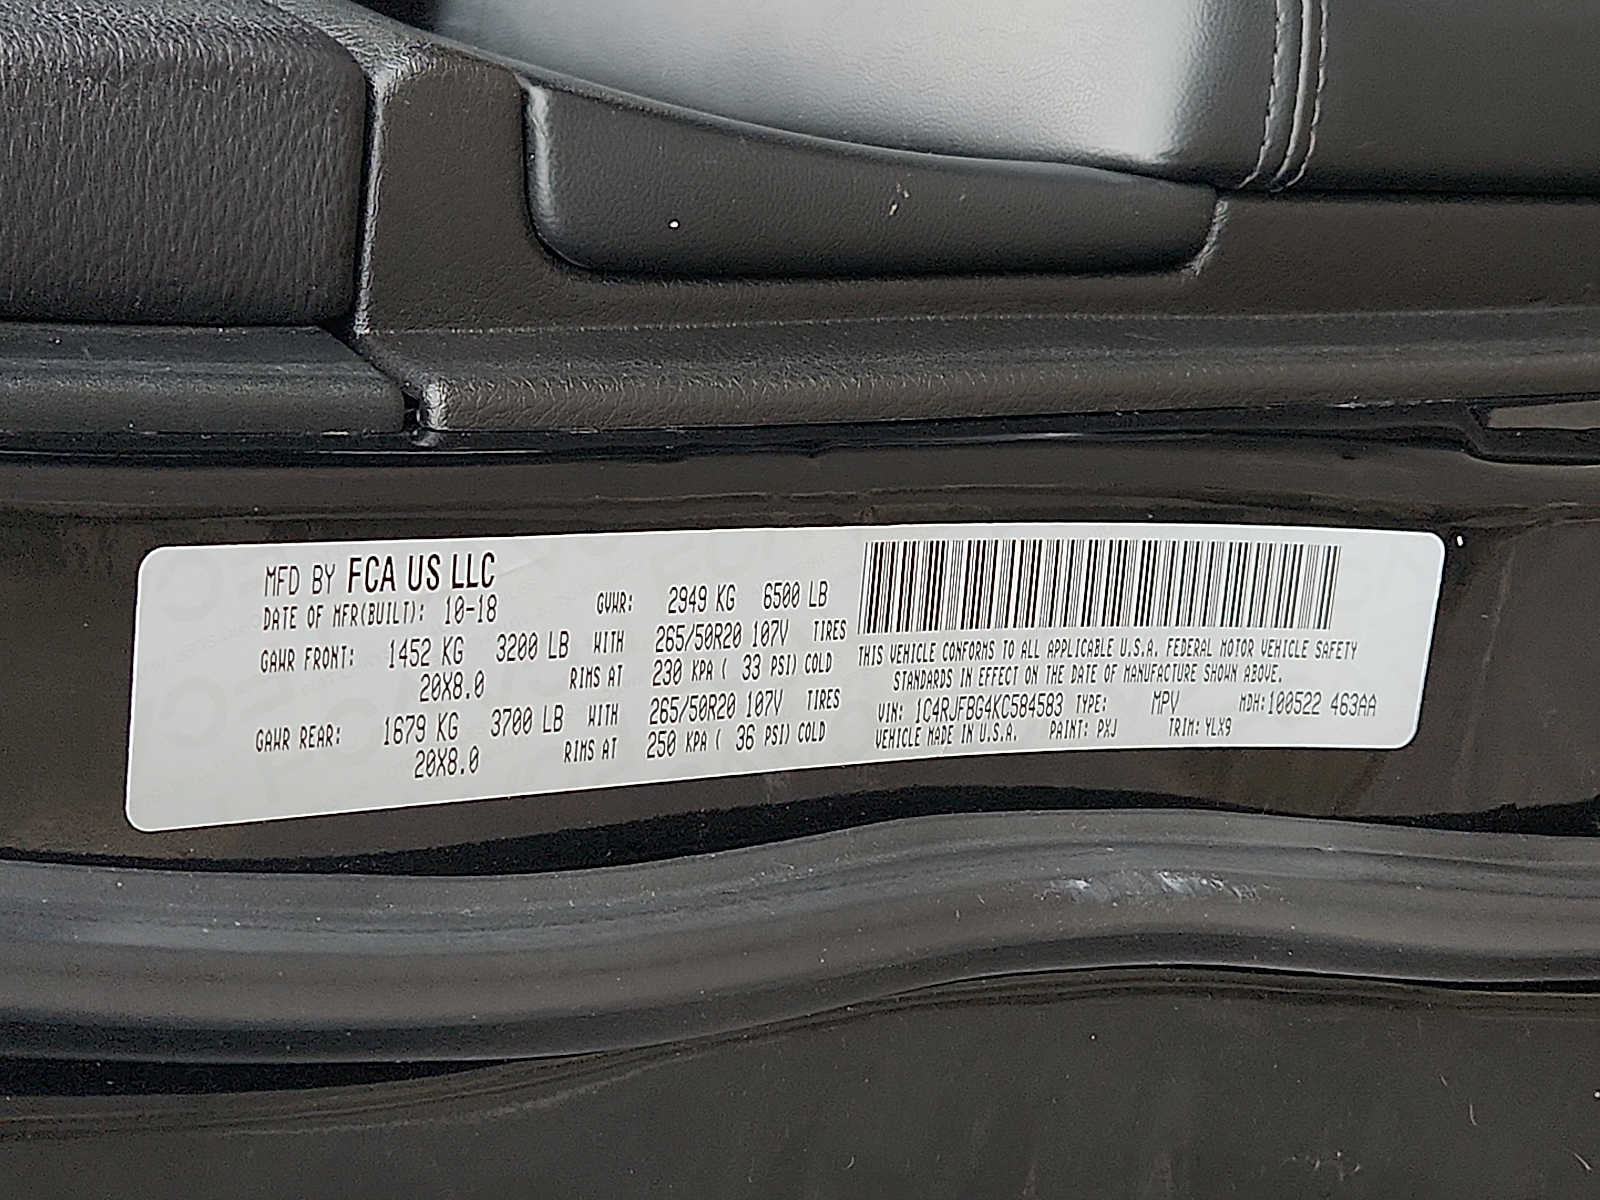 MFD BY FCA US LLC
DATE OF MFR(BUILT): 10-18 GVWR: 2949 KG 6500 LB
GAWR FRONT: 1452 KG 3200 LB WITH 265/50R20 107V TIRES
20X8.0 RIMS AT 230 KPA ( 33 PSI) COLD
GAWR REAR: 1679 KG 3700 LB WITH 265/50R20 107V TIRES
20X8.0 RIMS AT 250 KPA ( 36 PSI) COLD
THIS VEHICLE CONFORMS TO ALL APPLICABLE U.S.A. FEDERAL MOTOR VEHICLE SAFETY
STANDARDS IN EFFECT ON THE DATE OF MANUFACTURE SHOWN ABOVE.
VIN: 1C4RJFBG4KC584583 TYPE: MPV MDH: 100522 463AA
VEHICLE MADE IN U.S.A. PAINT: PXJ TRIM: YLX9